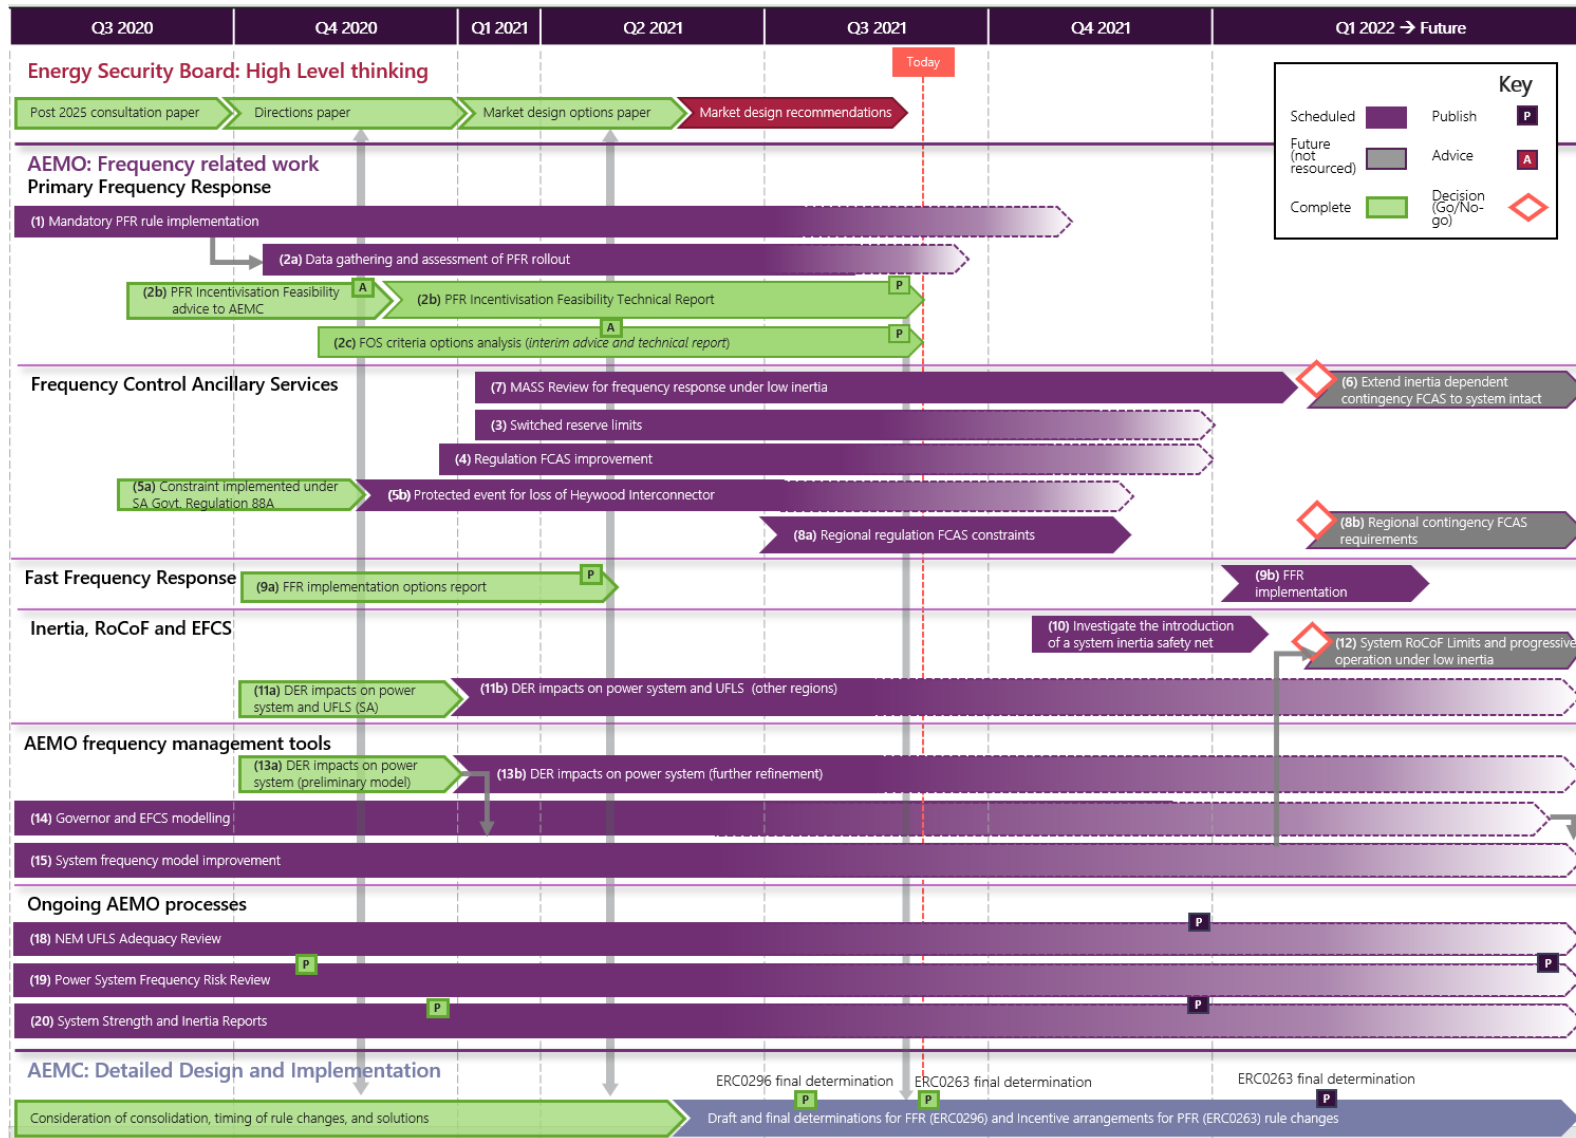 Q3 2020
Q4 2020
Q1 2021
Q2 2021
Q3 2021
Q4 2021
Q1 2022 → Future
Energy Security Board: High Level thinking
Today
Post 2025 consultation paper
Directions paper
Market design options paper
Market design recommendations
Key
Scheduled
Publish
P
Future
(not
resourced)
Advice
A
Complete
Decision
(Go/No-
go)
AEMO: Frequency related work
Primary Frequency Response
(1) Mandatory PFR rule implementation
(2a) Data gathering and assessment of PFR rollout
(2b) PFR Incentivisation Feasibility
advice to AEMC
A
(2b) PFR Incentivisation Feasibility Technical Report
P
(2c) FOS criteria options analysis (interim advice and technical report)
A
P
Frequency Control Ancillary Services
(7) MASS Review for frequency response under low inertia
(6) Extend inertia dependent
contingency FCAS to system intact
(3) Switched reserve limits
(4) Regulation FCAS improvement
(5a) Constraint implemented under
SA Govt. Regulation 88A
(5b) Protected event for loss of Heywood Interconnector
(8a) Regional regulation FCAS constraints
(8b) Regional contingency FCAS
requirements
Fast Frequency Response
(9a) FFR implementation options report
P
(9b) FFR
implementation
Inertia, RoCoF and EFCS
(10) Investigate the introduction
of a system inertia safety net
(12) System RoCoF Limits and progressive
operation under low inertia
(11a) DER impacts on power
system and UFLS (SA)
(11b) DER impacts on power system and UFLS (other regions)
AEMO frequency management tools
(13a) DER impacts on power
system (preliminary model)
(13b) DER impacts on power system (further refinement)
(14) Governor and EFCS modelling
(15) System frequency model improvement
Ongoing AEMO processes
(18) NEM UFLS Adequacy Review
P
(19) Power System Frequency Risk Review
P
P
(20) System Strength and Inertia Reports
P
P
AEMC: Detailed Design and Implementation
ERC0296 final determination
ERC0263 final determination
ERC0263 final determination
P
P
P
Consideration of consolidation, timing of rule changes, and solutions
Draft and final determinations for FFR (ERC0296) and Incentive arrangements for PFR (ERC0263) rule changes